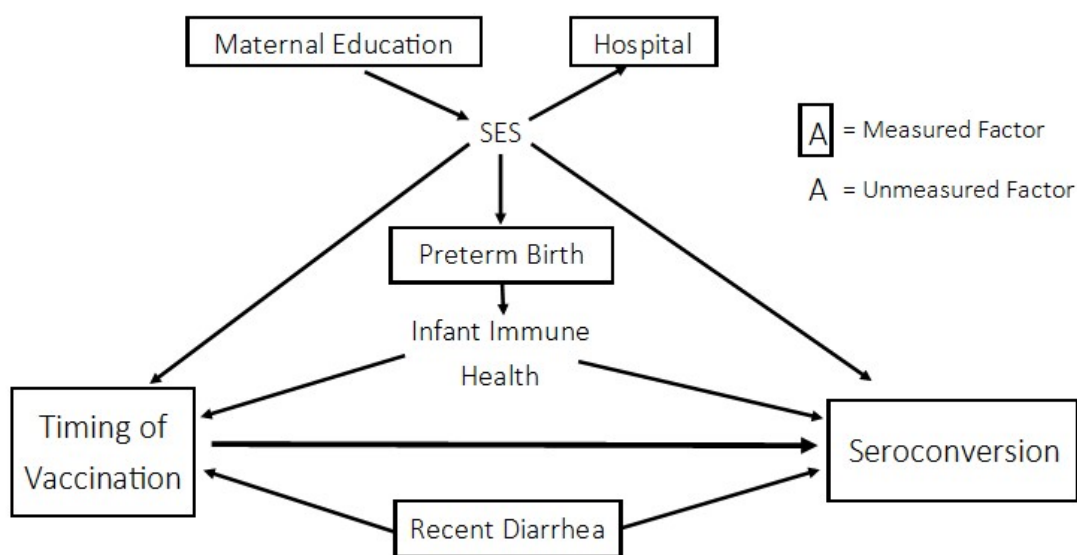 Maternal Education
Hospital
SES
A = Measured Factor
A = Unmeasured Factor
Preterm Birth
Infant Immune
Health
Timing of
Vaccination
Seroconversion
Recent Diarrhea